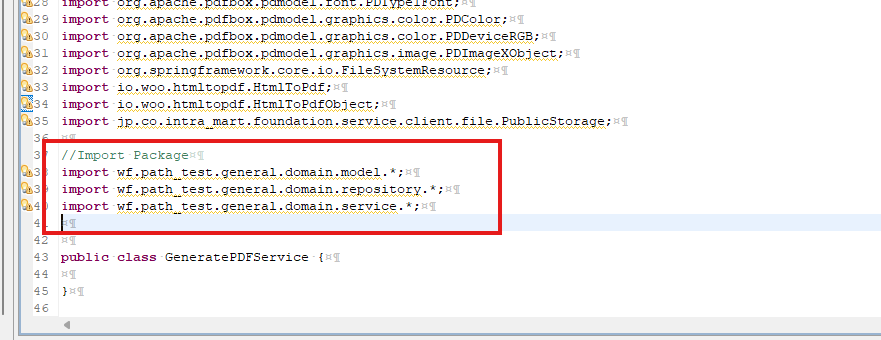 28 import org.apache.pdfbox.pdmodel.font.PDType1Font;¤¶
29 import org.apache.pdfbox.pdmodel.graphics.color.PDColor;¤¶
30 import org.apache.pdfbox.pdmodel.graphics.color.PDDeviceRGB;¤¶
31 import org.apache.pdfbox.pdmodel.graphics.image.PDImageXObject;¤¶
32 import org.springframework.core.io.FileSystemResource;¤¶
33 import io.woo.htmltopdf.HtmlToPdf;¤¶
34 import io.woo.htmltopdf.HtmlToPdfObject;¤¶
35 import jp.co.intra_mart.foundation.service.client.file.PublicStorage;¤¶
36 ¤¶
37 //Import Package¤¶
38 import wf.path_test.general.domain.model.*;¤¶
39 import wf.path_test.general.domain.repository.*;¤¶
40 import wf.path_test.general.domain.service.*;¤¶
41 ¤¶
42 ¤¶
43 public class GeneratePDFService {¤¶
44 ¤¶
45 }¤¶
46